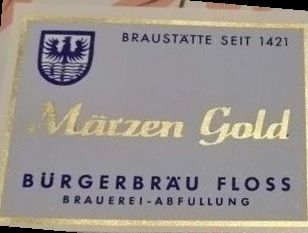 BRAUSTÄTTE SEIT 1421
Märzen Gold
BÜRGERBRÄU FLOSS
BRAUEREI-ABFÜLLUNG